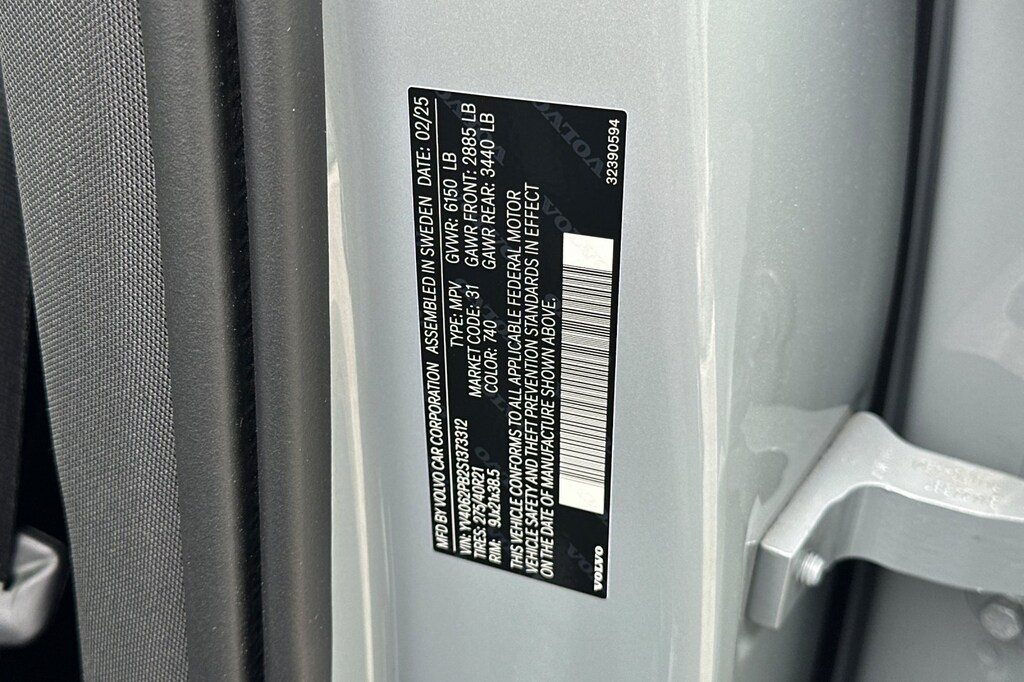 MFD BY VOLVO CAR CORPORATION ASSEMBLED IN SWEDEN DATE: 02/25
VIN: YV4062PB2S1373312 TYPE: MPV GVWR: 6150 LB
TIRES: 275/40R21 MARKET CODE: 31 GAWR FRONT: 2885 LB
RIM: 9Jx21x38.5 COLOR: 740 GAWR REAR: 3440 LB
THIS VEHICLE CONFORMS TO ALL APPLICABLE FEDERAL MOTOR
VEHICLE SAFETY AND THEFT PREVENTION STANDARDS IN EFFECT
ON THE DATE OF MANUFACTURE SHOWN ABOVE.
VOLVO
32390594